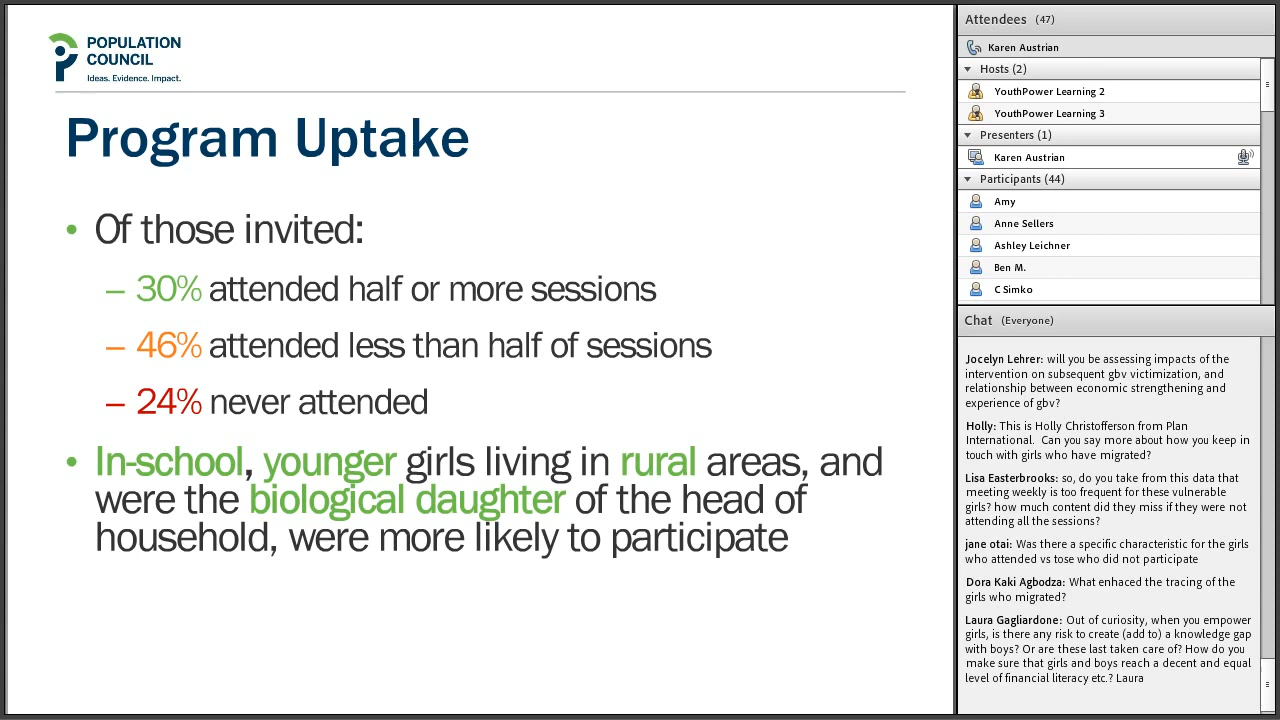 POPULATION
COUNCIL
Ideas. Evidence. Impact.
Program Uptake
• Of those invited:
– 30% attended half or more sessions
– 46% attended less than half of sessions
– 24% never attended
• In-school, younger girls living in rural areas, and
were the biological daughter of the head of
household, were more likely to participate
Attendees (47)
Karen Austrian
Hosts (2)
YouthPower Learning 2
YouthPower Learning 3
Presenters (1)
Karen Austrian
Participants (44)
Amy
Anne Sellers
Ashley Leichner
Ben M.
C Simko
Chat (Everyone)
Jocelyn Lehrer: will you be assessing impacts of the
intervention on subsequent gbv victimization, and
relationship between economic strengthening and
experience of gbv?
Holly: This is Holly Christofferson from Plan
International. Can you say more about how you keep in
touch with girls who have migrated?
Lisa Easterbrooks: so, do you take from this data that
meeting weekly is too frequent for these vulnerable
girls? how much content did they miss if they were not
attending all the sessions?
jane otai: Was there a specific characteristic for the girls
who attended vs tose who did not participate
Dora Kaki Agbodza: What enhaced the tracing of the
girls who migrated?
Laura Gagliardone: Out of curiosity, when you empower
girls, is there any risk to create (add to) a knowledge gap
with boys? Or are these last taken care of? How do you
make sure that girls and boys reach a decent and equal
level of financial literacy etc.? Laura